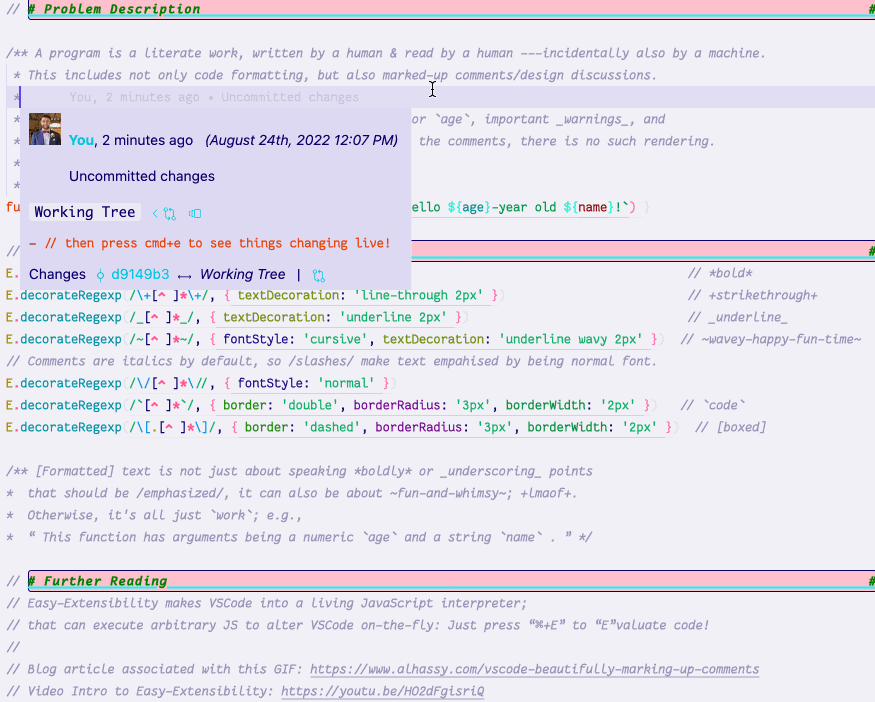 // # Problem Description #
/** A program is a literate work, written by a human & read by a human ---incidentally also by a machine.
* This includes not only code formatting, but also marked-up comments/design discussions.
* You, 2 minutes ago • Uncommitted changes
* or `age`, important _warnings_, and
You, 2 minutes ago (August 24th, 2022 12:07 PM)
* the comments, there is no such rendering.
*
Uncommitted changes
*
fu ello ${age}-year old ${name}!`) }
Working Tree
// #
– // then press cmd+e to see things changing live!
E. // *bold*
Changes d9149b3 ⟷ Working Tree |
E.decorateRegexp(/\+[^ ]*\+/, { textDecoration: 'line-through 2px' }) // +strikethrough+
E.decorateRegexp(/_[^ ]*_/, { textDecoration: 'underline 2px' }) // _underline_
E.decorateRegexp(/~[^ ]*~/, { fontStyle: 'cursive', textDecoration: 'underline wavy 2px' }) // ~wavey-happy-fun-time~
// Comments are italics by default, so /slashes/ make text empahised by being normal font.
E.decorateRegexp(/\/[^ ]*\//, { fontStyle: 'normal' })
E.decorateRegexp(/`[^ ]*`/, { border: 'double', borderRadius: '3px', borderWidth: '2px' }) // `code`
E.decorateRegexp(/\[.[^ ]*\]/, { border: 'dashed', borderRadius: '3px', borderWidth: '2px' }) // [boxed]
/** [Formatted] text is not just about speaking *boldly* or _underscoring_ points
* that should be /emphasized/, it can also be about ~fun-and-whimsy~; +lmaof+.
* Otherwise, it's all just `work`; e.g.,
* “ This function has arguments being a numeric `age` and a string `name` . ” */
// # Further Reading #
// Easy-Extensibility makes VSCode into a living JavaScript interpreter;
// that can execute arbitrary JS to alter VSCode on-the-fly: Just press “⌘+E” to “E”valuate code!
//
// Blog article associated with this GIF: https://www.alhassy.com/vscode-beautifully-marking-up-comments
// Video Intro to Easy-Extensibility: https://youtu.be/HO2dFgisriQ